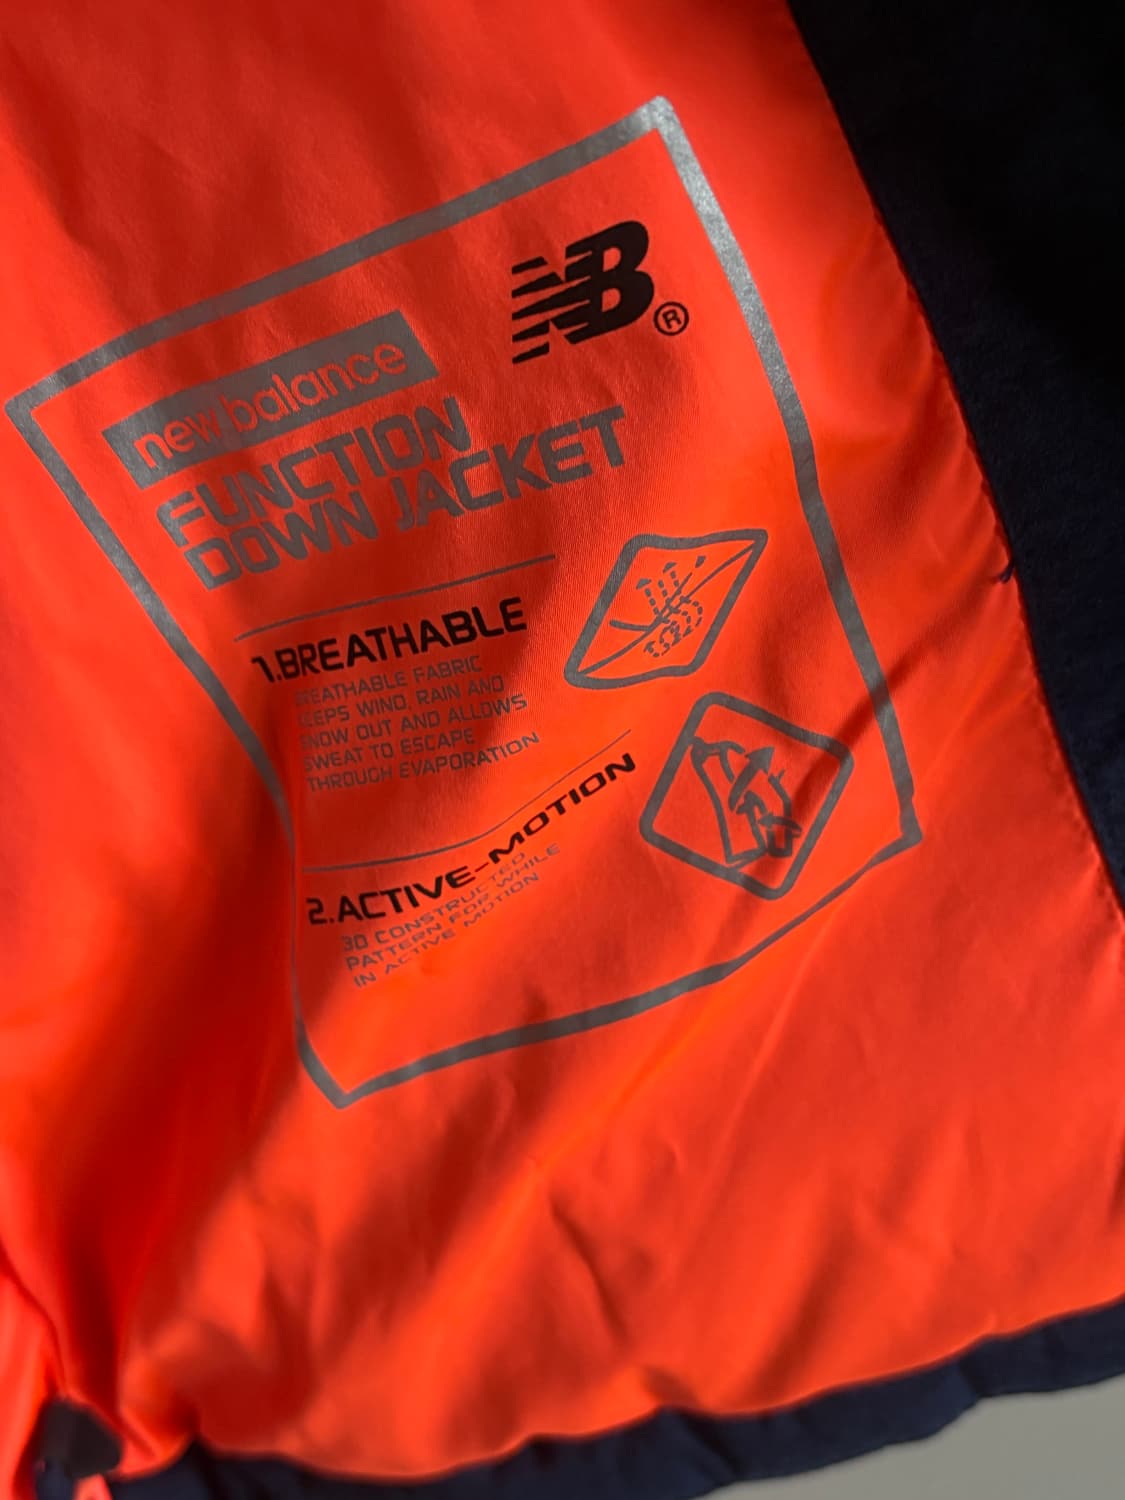 NB®
new balance
FUNCTION
DOWN JACKET
1.BREATHABLE
BREATHABLE FABRIC
KEEPS WIND, RAIN AND
SNOW OUT AND ALLOWS
SWEAT TO ESCAPE
THROUGH EVAPORATION
2.ACTIVE-MOTION
3D CONSTRUCTED
PATTERN FOR WHILE
IN ACTIVE MOTION